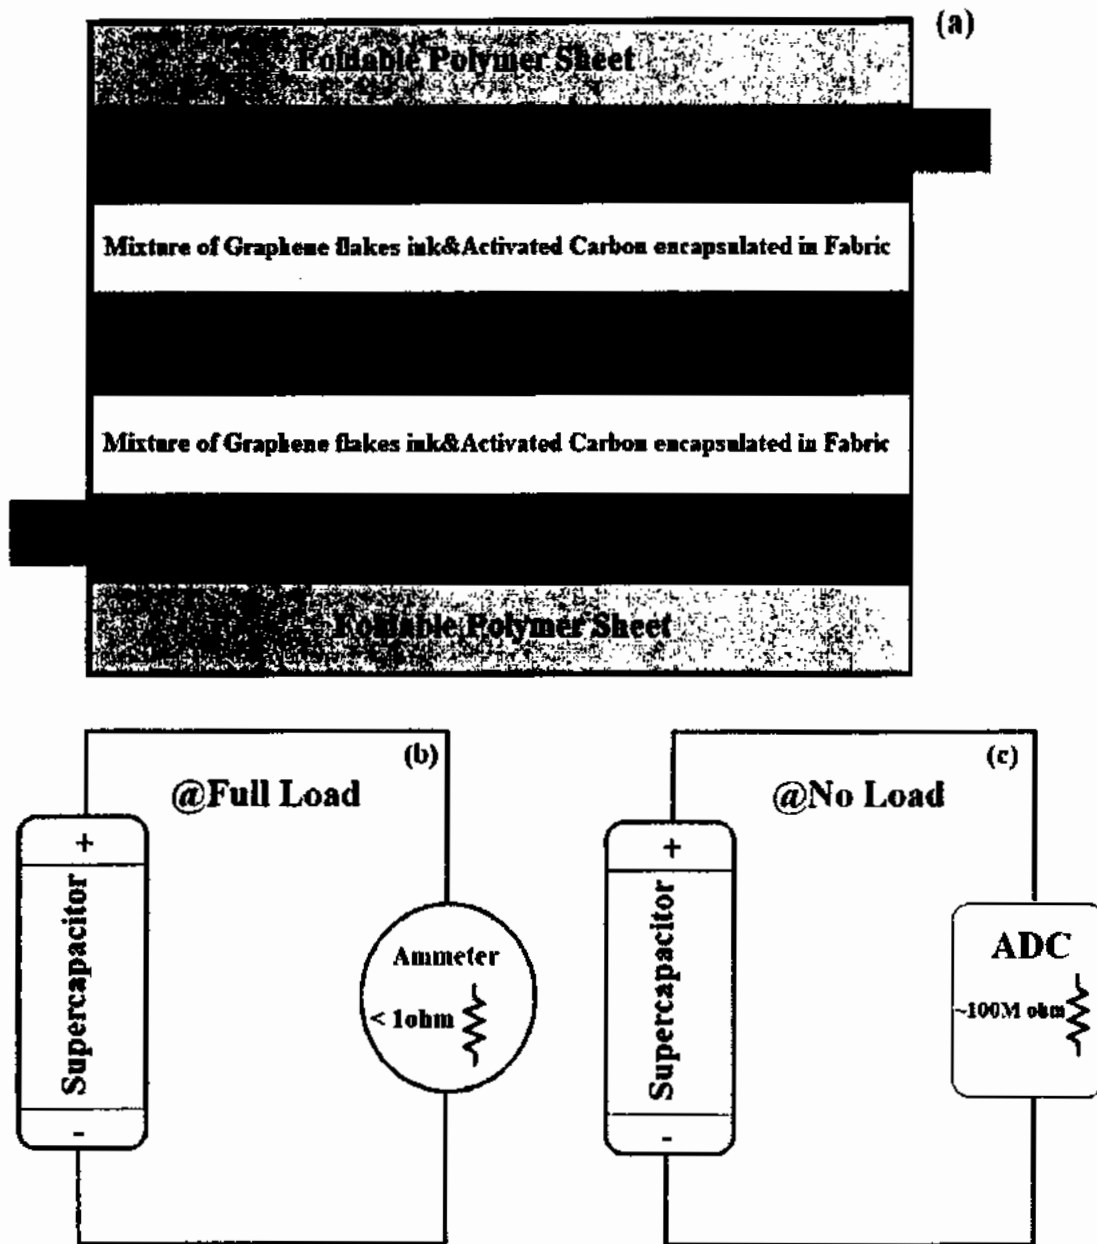 (a)
Foldable Polymer Sheet
Mixture of Graphene flakes ink&Activated Carbon encapsulated in Fabric
Mixture of Graphene flakes ink&Activated Carbon encapsulated in Fabric
Foldable Polymer Sheet
(b)
@Full Load
+
Supercapacitor
-
Ammeter
< 1ohm
(c)
@No Load
+
Supercapacitor
-
ADC
~100M ohm